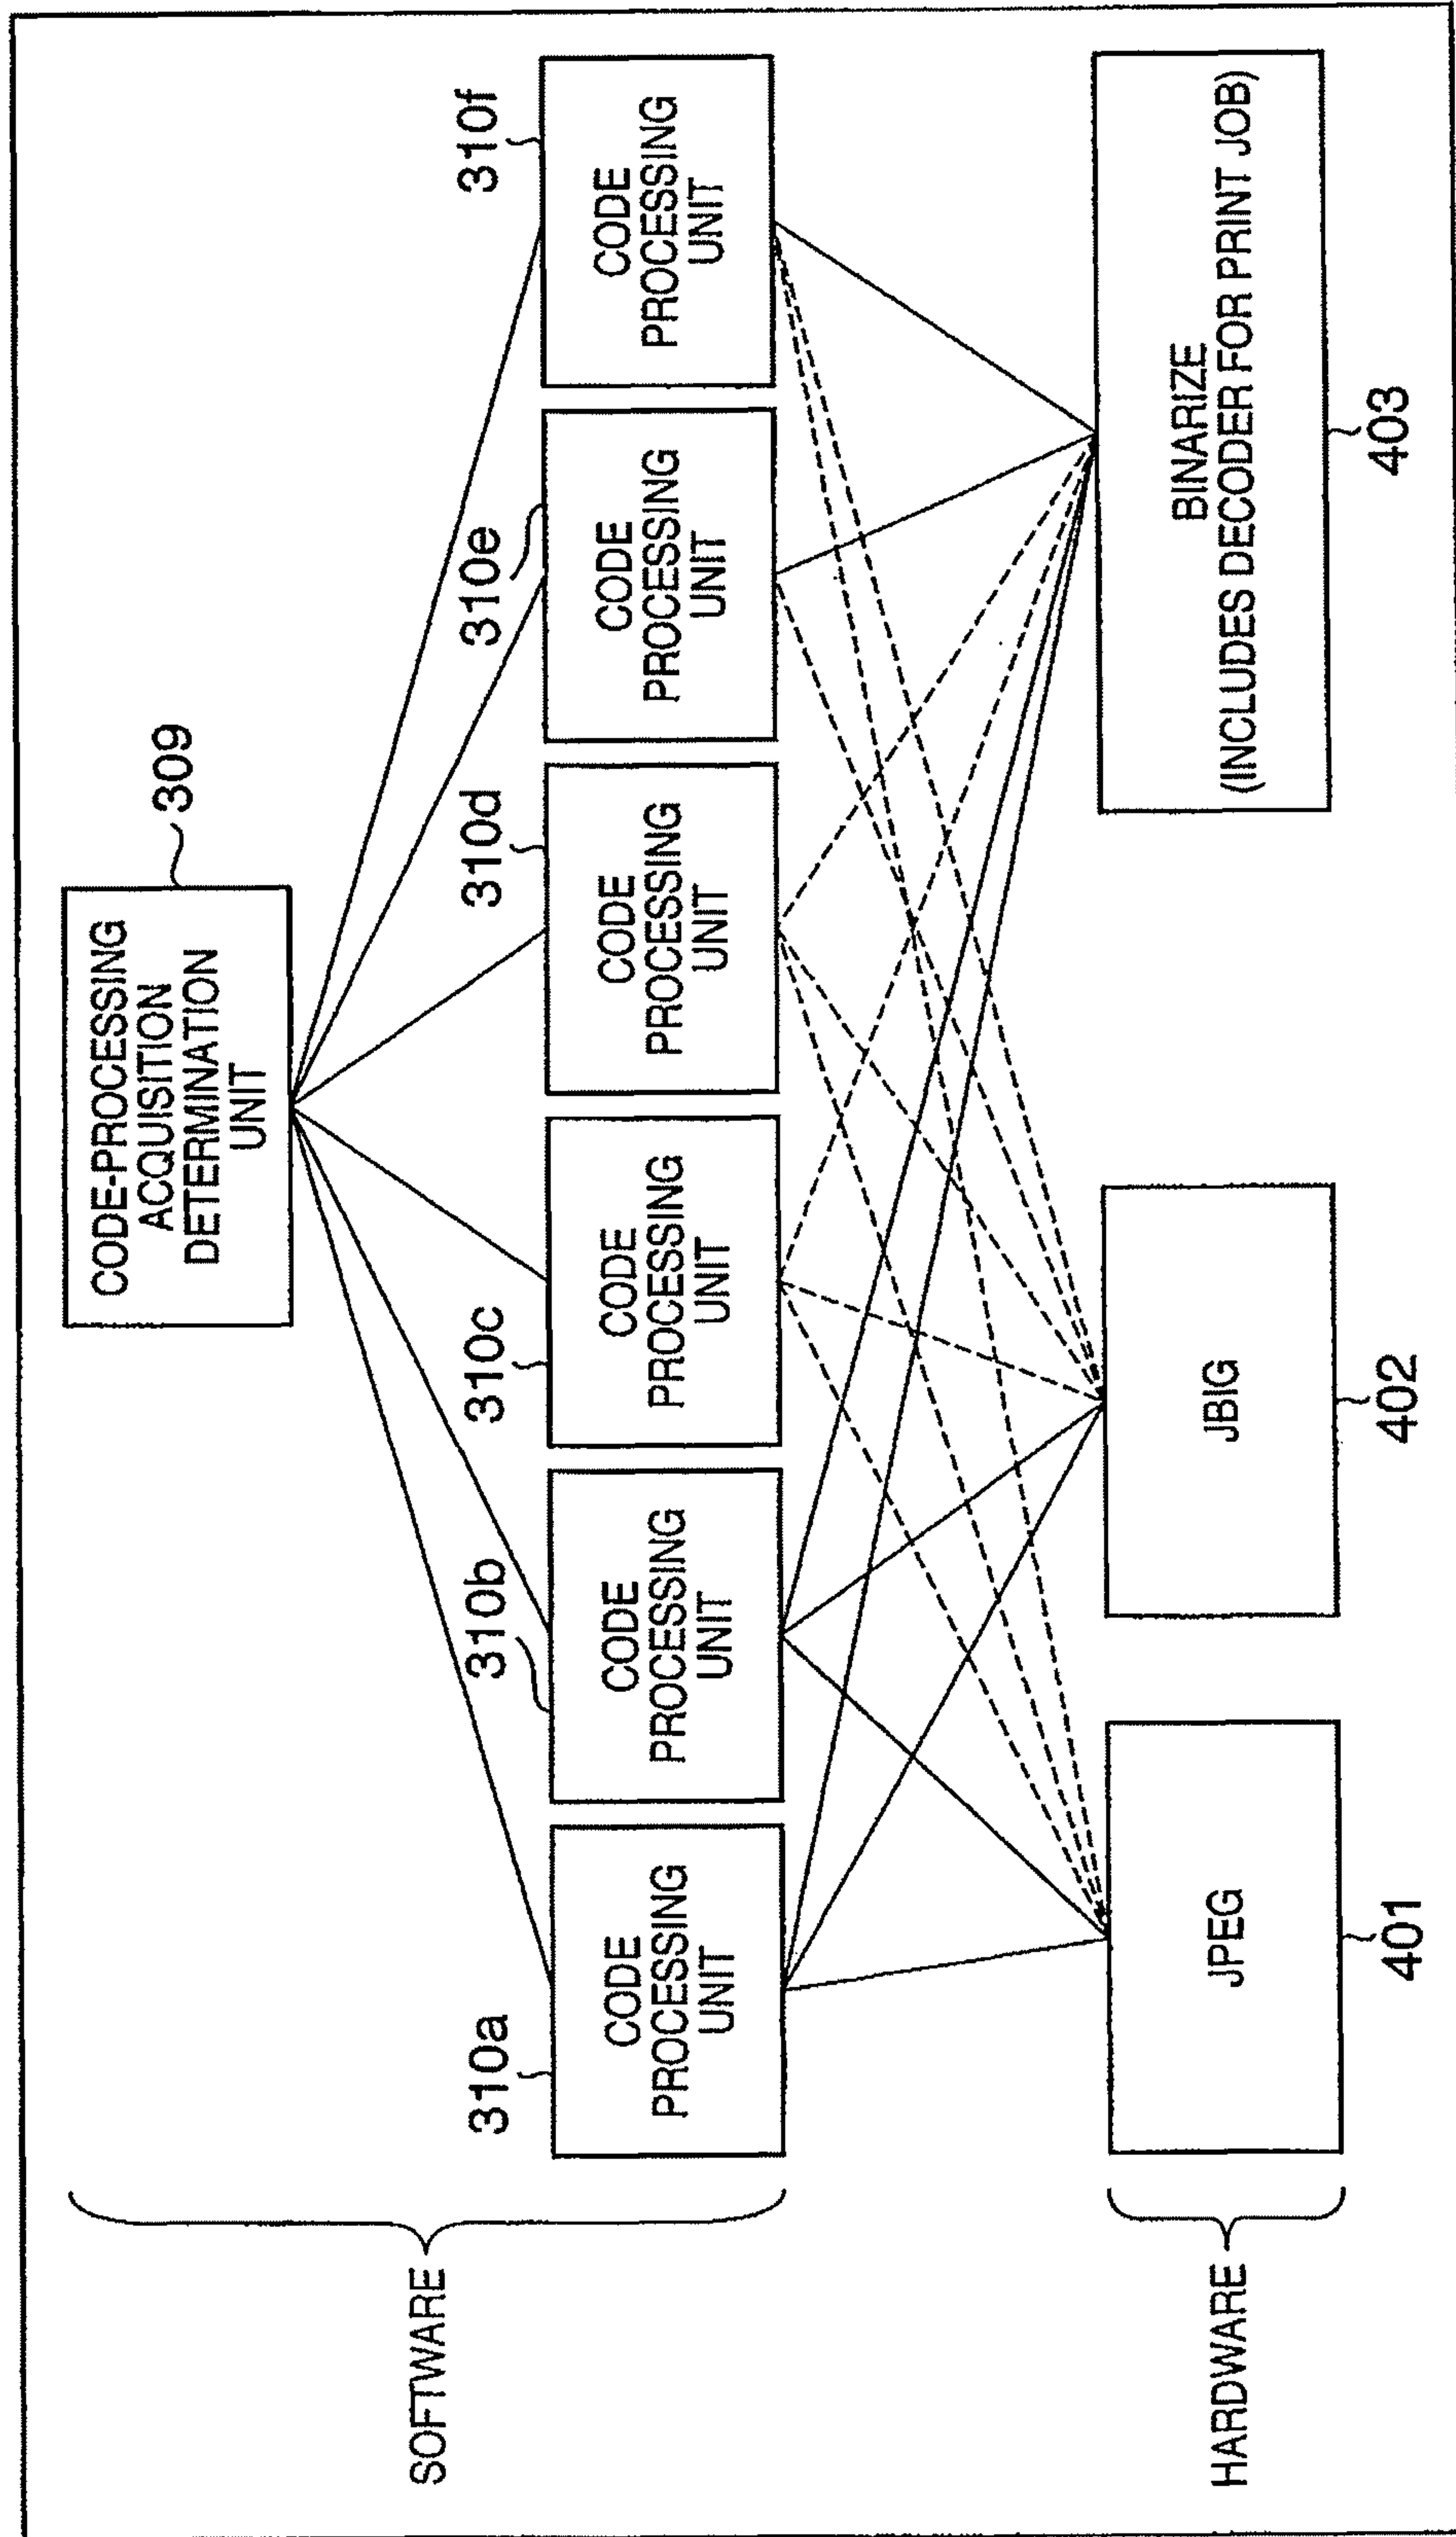 CODE-PROCESSING
ACQUISITION
DETERMINATION
UNIT
309
SOFTWARE
310a
CODE
PROCESSING
UNIT
310b
CODE
PROCESSING
UNIT
310c
CODE
PROCESSING
UNIT
310d
CODE
PROCESSING
UNIT
310e
CODE
PROCESSING
UNIT
310f
CODE
PROCESSING
UNIT
HARDWARE
JPEG
401
JBIG
402
BINARIZE
(INCLUDES DECODER FOR PRINT JOB)
403